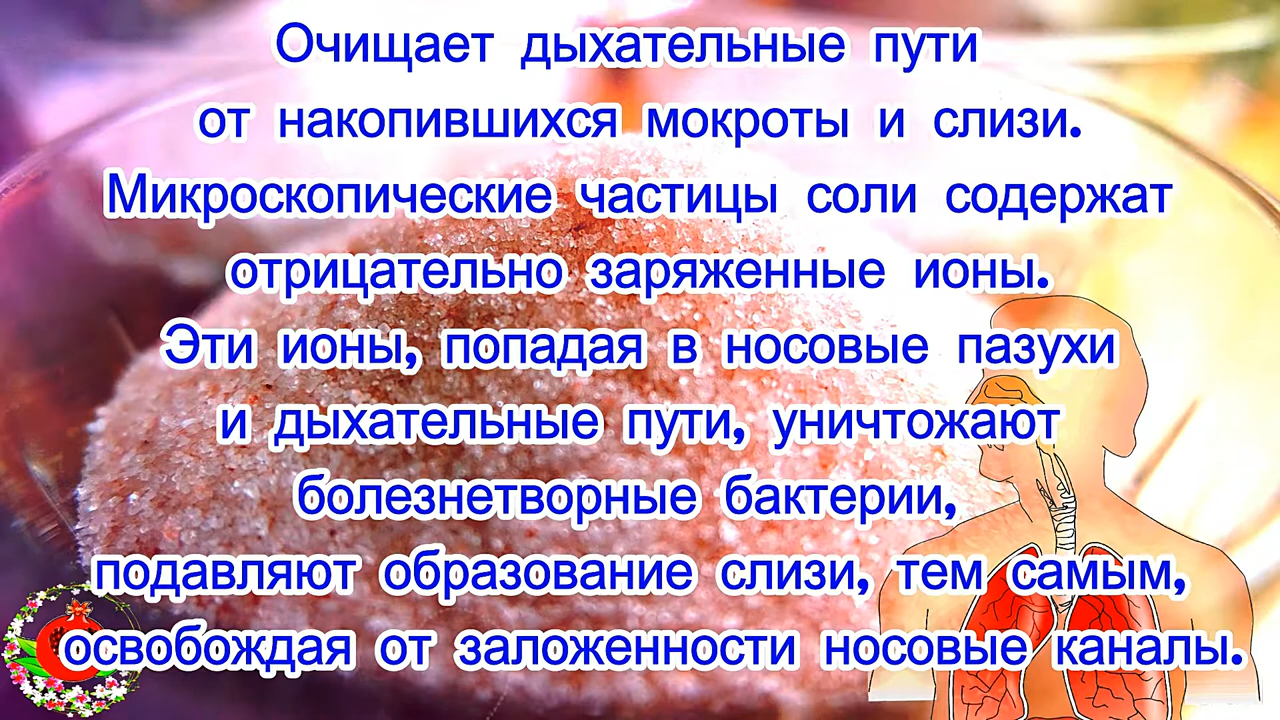 Очищает дыхательные пути
от накопившихся мокроты и слизи.
Микроскопические частицы соли содержат
отрицательно заряженные ионы.
Эти ионы, попадая в носовые пазухи
и дыхательные пути, уничтожают
болезнетворные бактерии,
подавляют образование слизи, тем самым,
освобождая от заложенности носовые каналы.